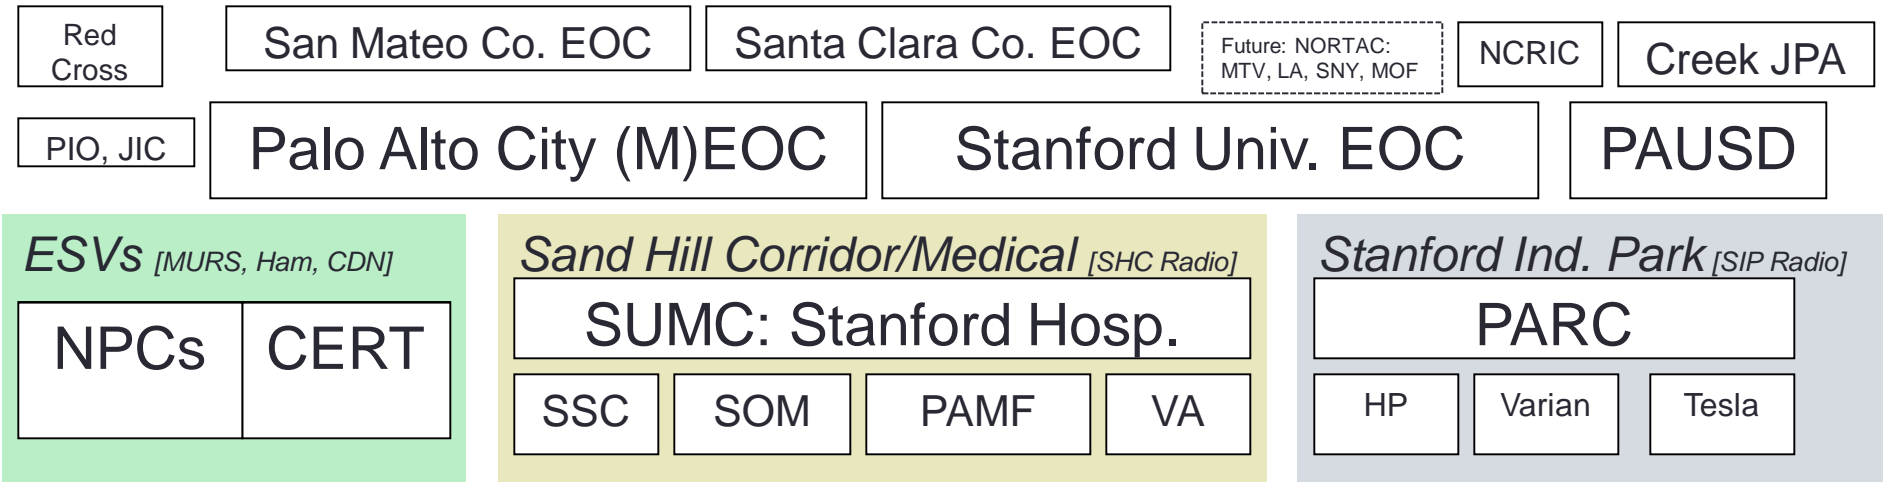 Red
Cross
San Mateo Co. EOC
Santa Clara Co. EOC
Future: NORTAC:
MTV, LA, SNY, MOF
NCRIC
Creek JPA
PIO, JIC
Palo Alto City (M)EOC
Stanford Univ. EOC
PAUSD
ESVs [MURS, Ham, CDN]
NPCs
CERT
Sand Hill Corridor/Medical [SHC Radio]
SUMC: Stanford Hosp.
SSC
SOM
PAMF
VA
Stanford Ind. Park [SIP Radio]
PARC
HP
Varian
Tesla